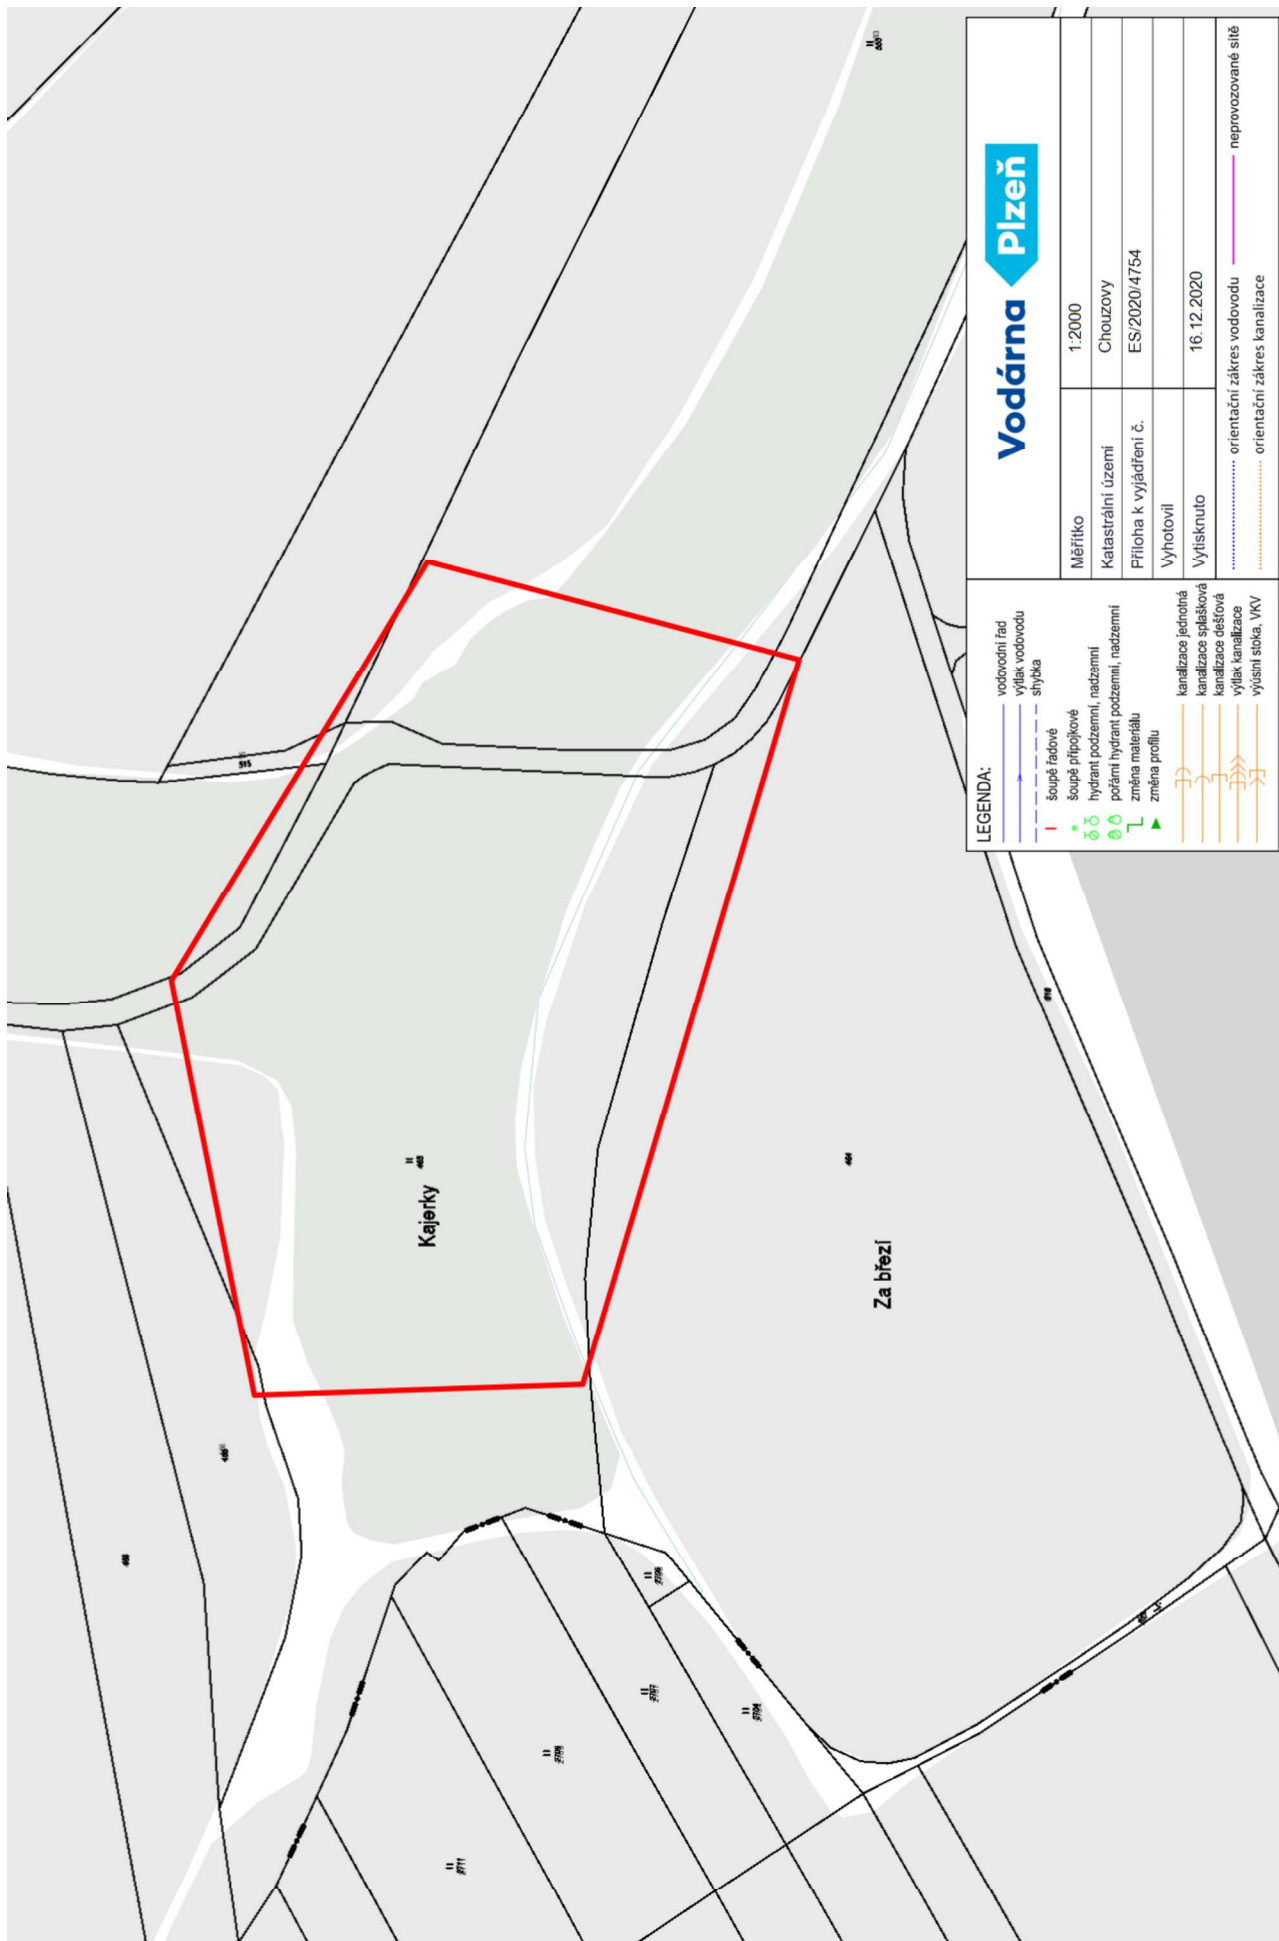 Kajerky
Za březí
515
463
464
LEGENDA:
vodovodní řad
výtlak vodovodu
shybka
šoupě řadové
šoupě přípojkové
hydrant podzemní, nadzemní
požární hydrant podzemní, nadzemní
změna materiálu
změna profilu
kanalizace jednotná
kanalizace splašková
kanalizace dešťová
výtlak kanalizace
výústní stoka, VKV
Vodárna Plzeň
Měřítko 1:2000
Katastrální území Chouzovy
Příloha k vyjádření č. ES/2020/4754
Vyhotovil
Vytisknuto 16.12.2020
orientační zákres vodovodu neprovozované sítě
orientační zákres kanalizace